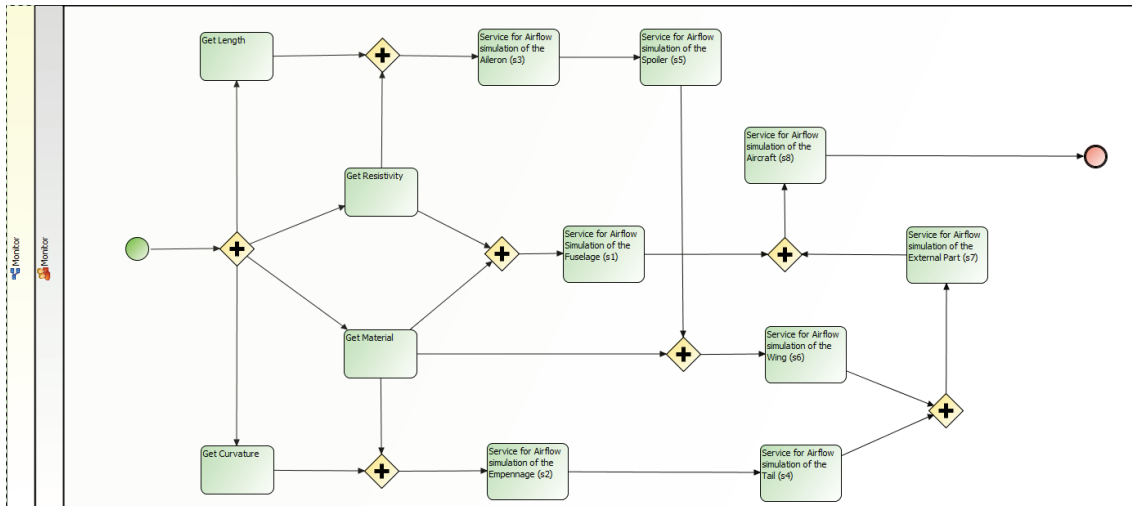 Monitor
Monitor
Get Length
Service for Airflow
simulation of the
Aileron (s3)
Service for Airflow
simulation of the
Spoiler (s5)
Service for Airflow
simulation of the
Aircraft (s8)
Get Resistivity
Service for Airflow
Simulation of the
Fuselage (s1)
Service for Airflow
simulation of the
External Part (s7)
Get Material
Service for Airflow
simulation of the
Wing (s6)
Get Curvature
Service for Airflow
simulation of the
Empennage (s2)
Service for Airflow
simulation of the
Tail (s4)